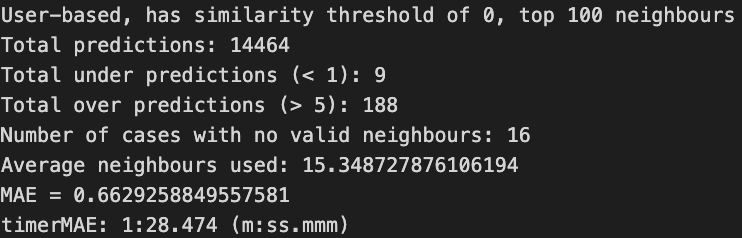 User-based, has similarity threshold of 0, top 100 neighbours
Total predictions: 14464
Total under predictions (< 1): 9
Total over predictions (> 5): 188
Number of cases with no valid neighbours: 16
Average neighbours used: 15.348727876106194
MAE = 0.6629258849557581
timerMAE: 1:28.474 (m:ss.mmm)